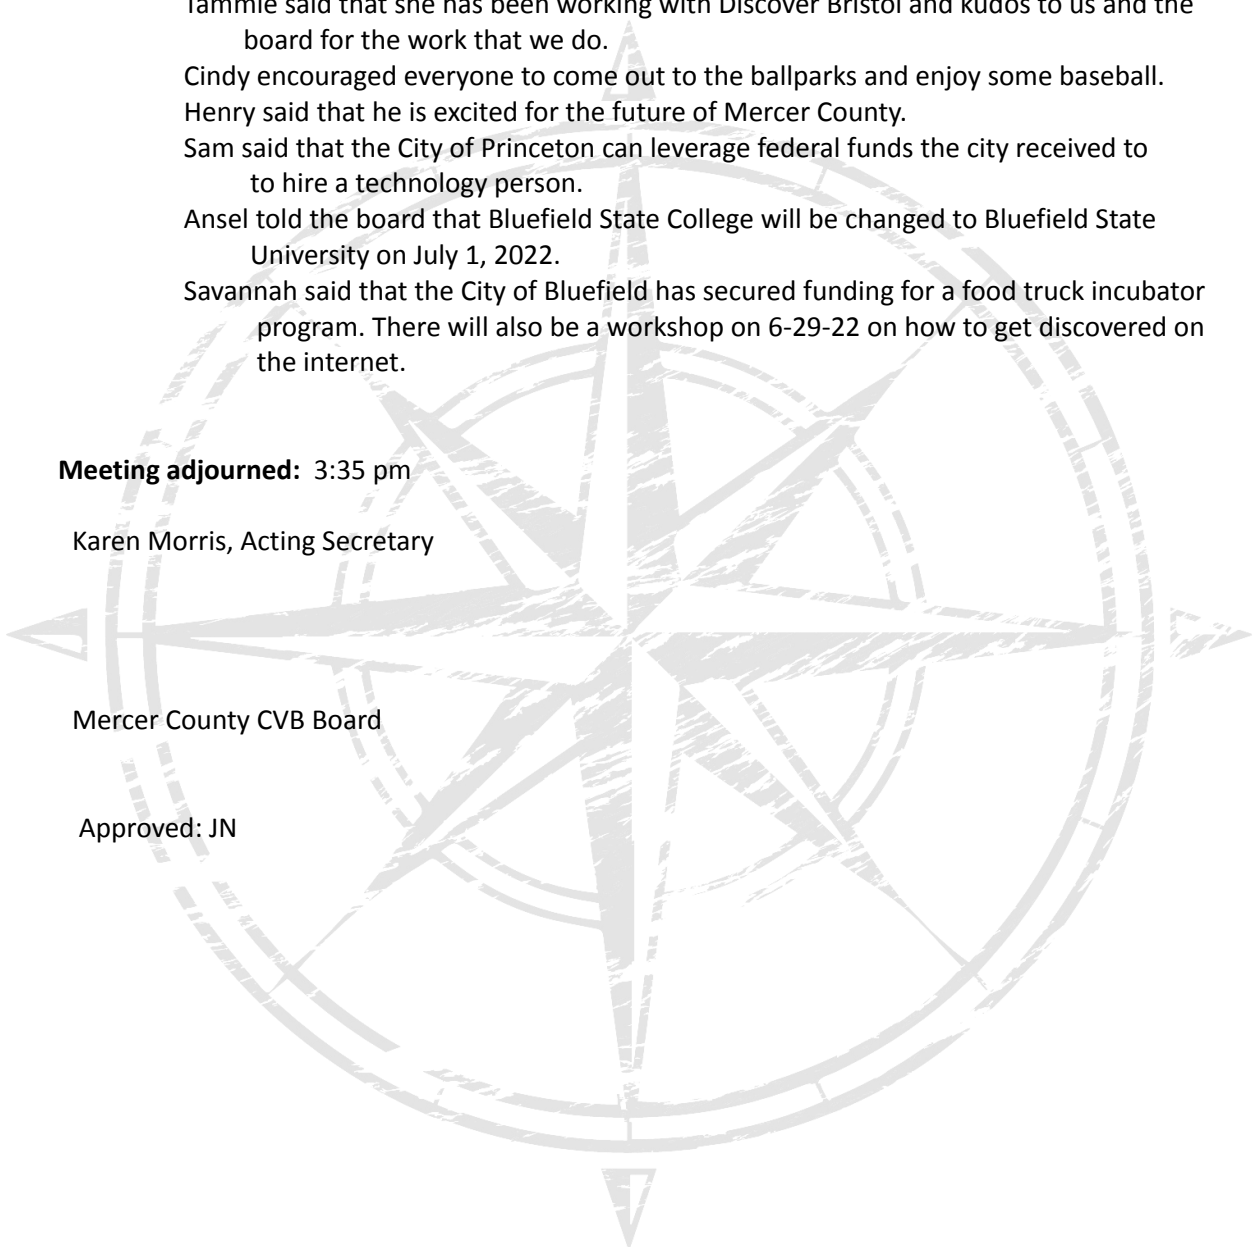 Tammie said that she has been working with Discover Bristol and kudos to us and the
board for the work that we do.
Cindy encouraged everyone to come out to the ballparks and enjoy some baseball.
Henry said that he is excited for the future of Mercer County.
Sam said that the City of Princeton can leverage federal funds the city received to
to hire a technology person.
Ansel told the board that Bluefield State College will be changed to Bluefield State
University on July 1, 2022.
Savannah said that the City of Bluefield has secured funding for a food truck incubator
program. There will also be a workshop on 6-29-22 on how to get discovered on
the internet.
Meeting adjourned: 3:35 pm
Karen Morris, Acting Secretary
Mercer County CVB Board
Approved: JN